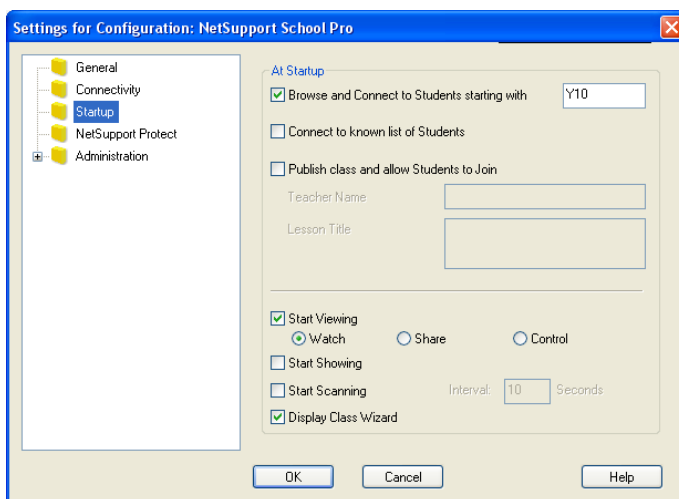 Settings for Configuration: NetSupport School Pro
General
Connectivity
Startup
NetSupport Protect
Administration
At Startup
Browse and Connect to Students starting with Y10
Connect to known list of Students
Publish class and allow Students to Join
Teacher Name
Lesson Title
Start Viewing
Watch Share Control
Start Showing
Start Scanning Interval: 10 Seconds
Display Class Wizard
OK Cancel Help